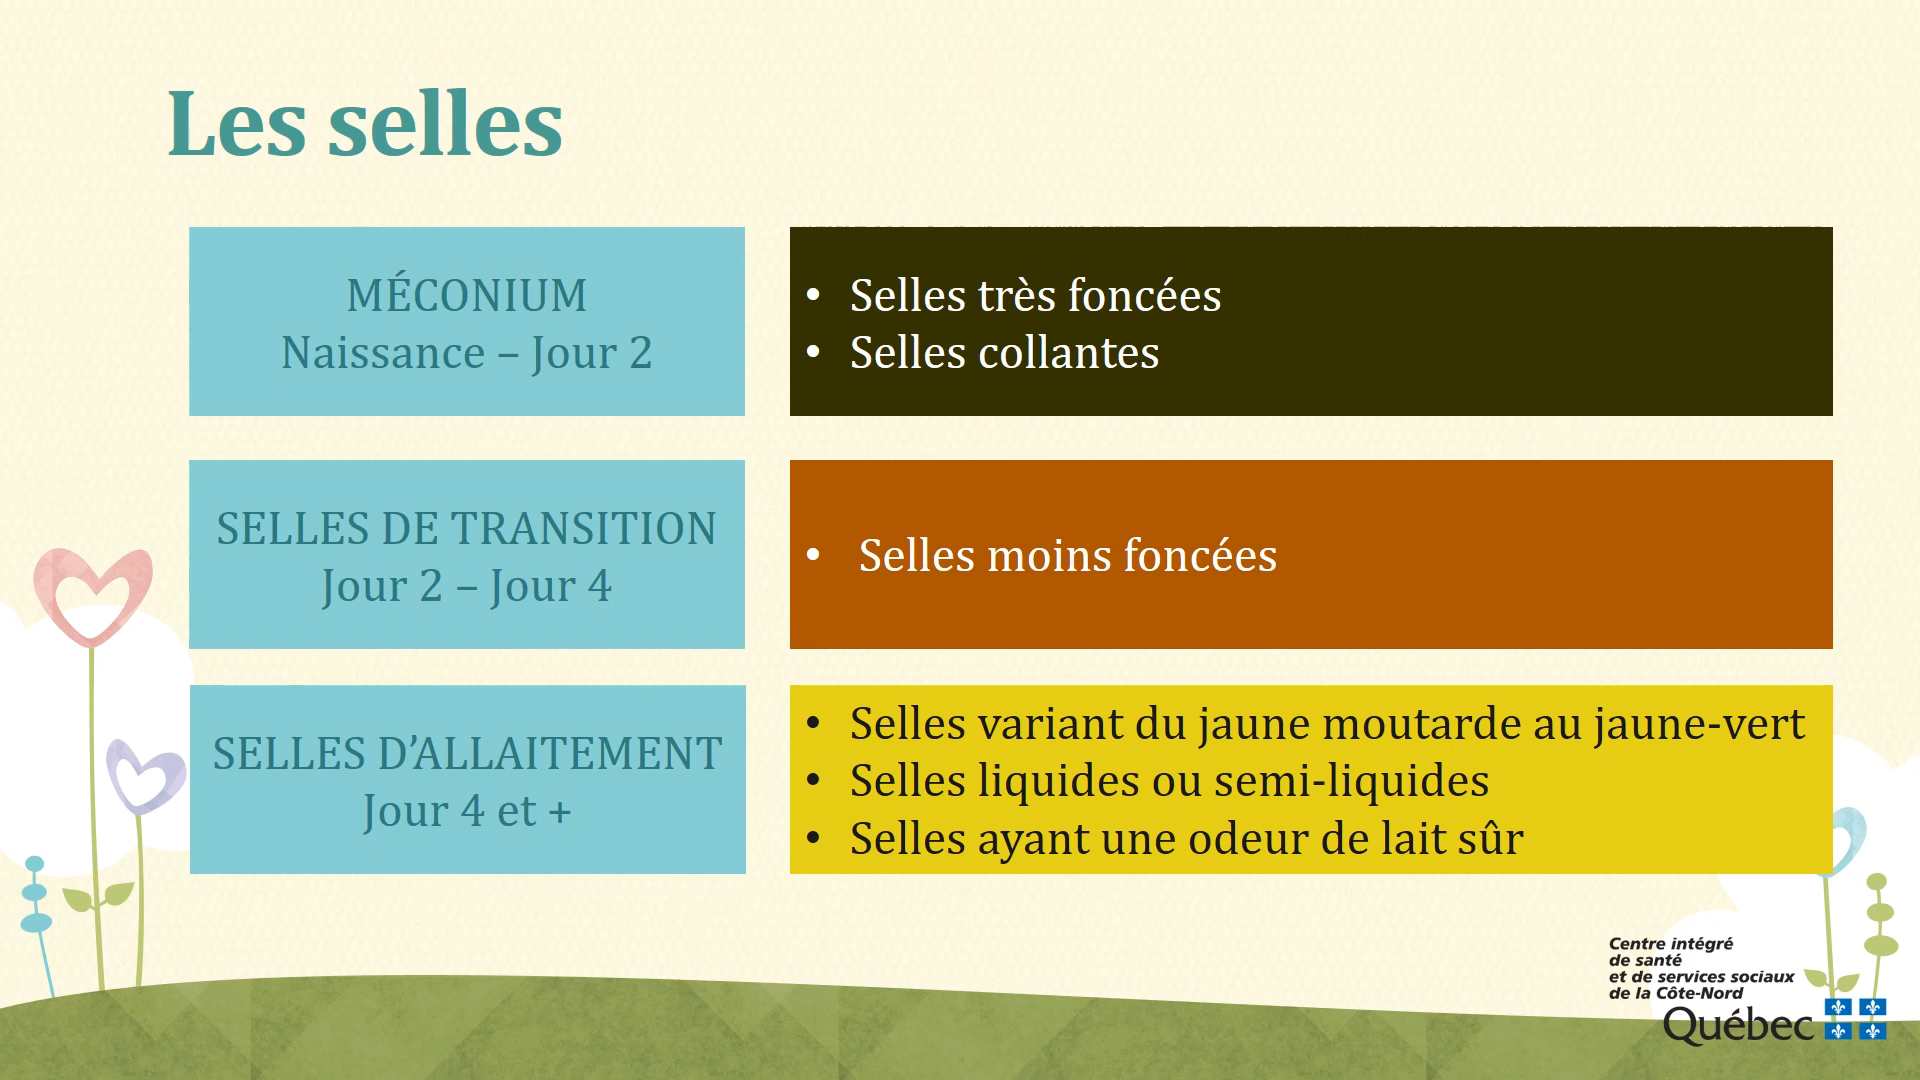 Les selles
MÉCONIUM
Naissance – Jour 2
• Selles très foncées
• Selles collantes
SELLES DE TRANSITION
Jour 2 – Jour 4
• Selles moins foncées
SELLES D’ALLAITEMENT
Jour 4 et +
• Selles variant du jaune moutarde au jaune-vert
• Selles liquides ou semi-liquides
• Selles ayant une odeur de lait sûr
Centre intégré
de santé
et de services sociaux
de la Côte-Nord
Québec